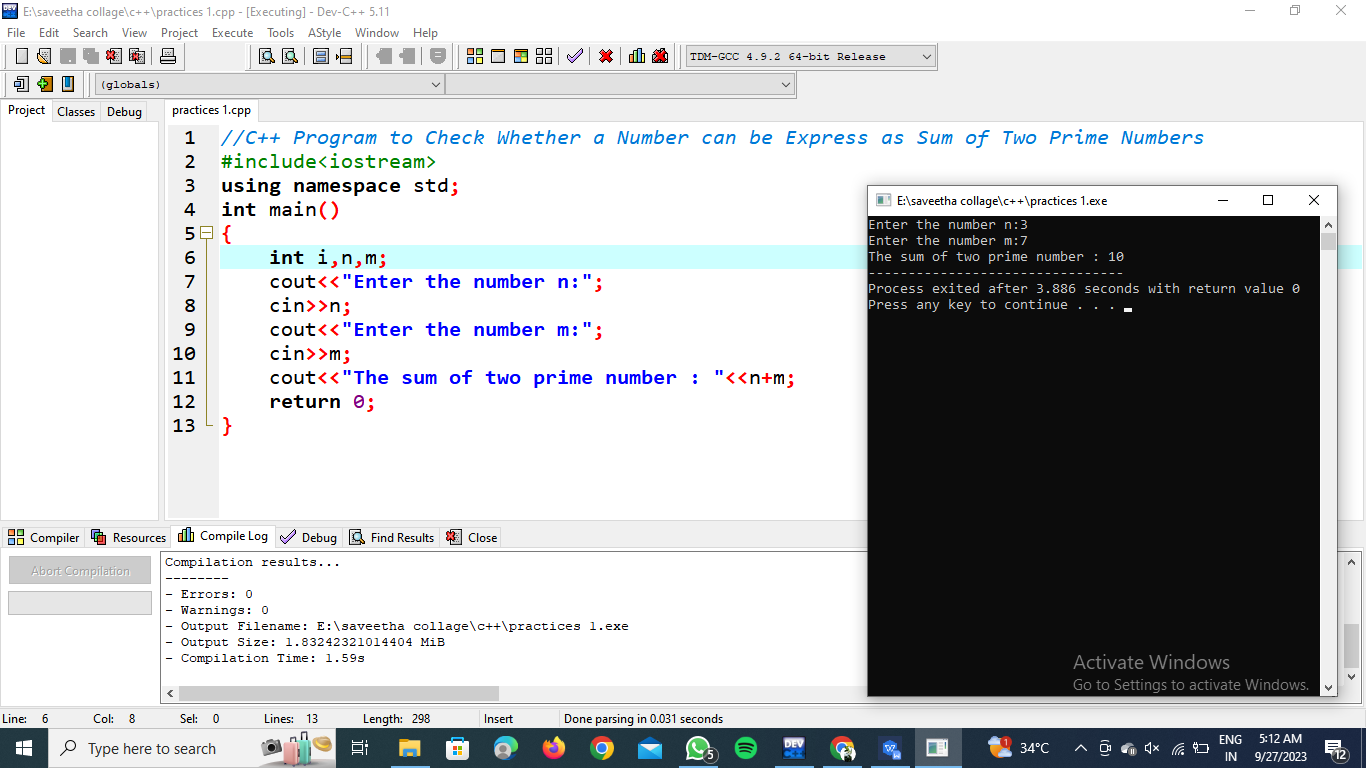 E:\saveetha collage\c++\practices 1.cpp - [Executing] - Dev-C++ 5.11
File Edit Search View Project Execute Tools AStyle Window Help
TDM-GCC 4.9.2 64-bit Release
(globals)
Project Classes Debug
practices 1.cpp
1 //C++ Program to Check Whether a Number can be Express as Sum of Two Prime Numbers
2 #include<iostream>
3 using namespace std;
4 int main()
5 {
6 int i,n,m;
7 cout<<"Enter the number n:";
8 cin>>n;
9 cout<<"Enter the number m:";
10 cin>>m;
11 cout<<"The sum of two prime number : "<<n+m;
12 return 0;
13 }
E:\saveetha collage\c++\practices 1.exe
Enter the number n:3
Enter the number m:7
The sum of two prime number : 10
--------------------------------
Process exited after 3.886 seconds with return value 0
Press any key to continue . . .
Compiler Resources Compile Log Debug Find Results Close
Abort Compilation
Compilation results...
--------
- Errors: 0
- Warnings: 0
- Output Filename: E:\saveetha collage\c++\practices 1.exe
- Output Size: 1.83242321014404 MiB
- Compilation Time: 1.59s
Activate Windows
Go to Settings to activate Windows.
Line: 6 Col: 8 Sel: 0 Lines: 13 Length: 298 Insert Done parsing in 0.031 seconds
Type here to search
5
DEV
W
1
34°C
ENG
IN
5:12 AM
9/27/2023
12